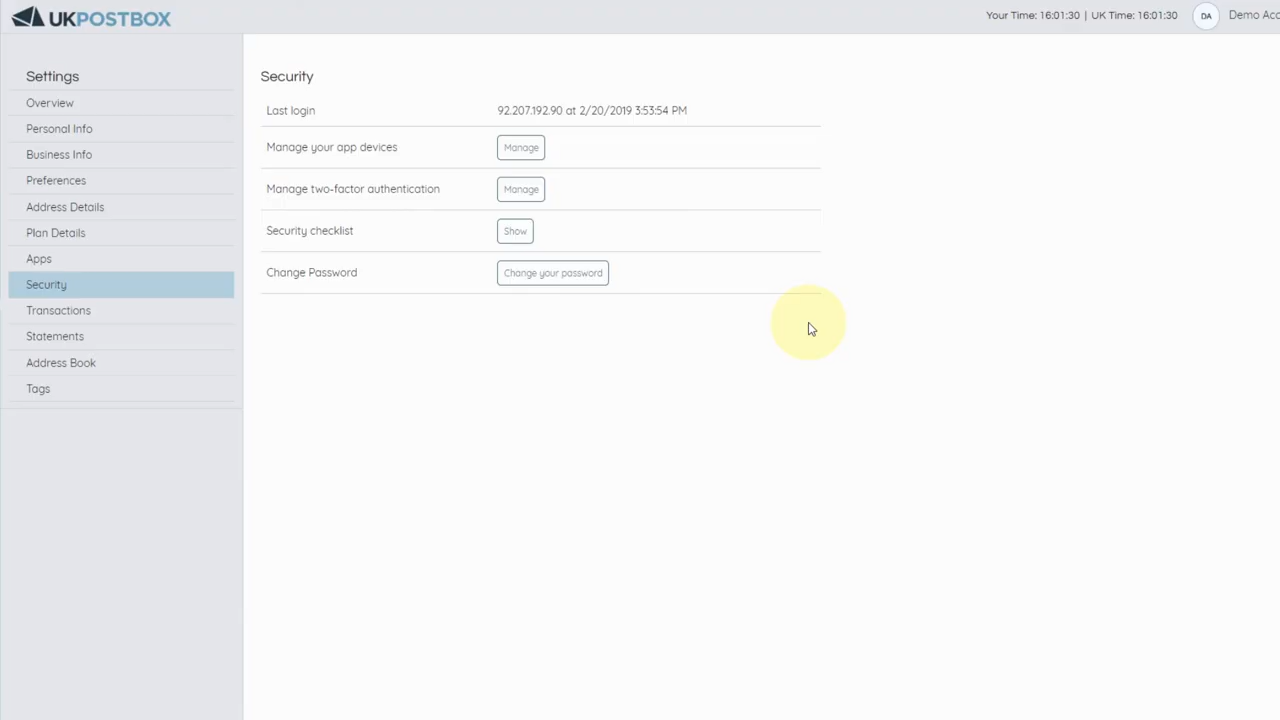 UKPOSTBOX
Your Time: 16:01:30 | UK Time: 16:01:30
DA
Demo Acc
Settings
Overview
Personal Info
Business Info
Preferences
Address Details
Plan Details
Apps
Security
Transactions
Statements
Address Book
Tags
Security
Last login 92.207.192.90 at 2/20/2019 3:53:54 PM
Manage your app devices Manage
Manage two-factor authentication Manage
Security checklist Show
Change Password Change your password